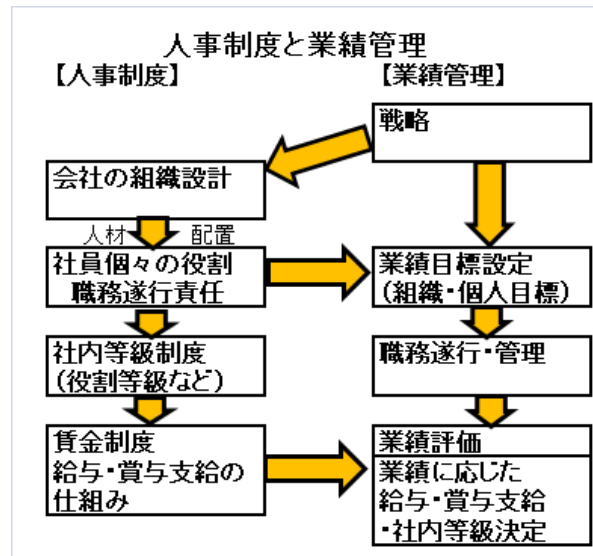 人事制度と業績管理
【人事制度】
【業績管理】
戦略
会社の組織設計
人材 配置
社員個々の役割
職務遂行責任
業績目標設定
(組織・個人目標)
社内等級制度
(役割等級など)
職務遂行・管理
賃金制度
給与・賞与支給の
仕組み
業績評価
業績に応じた
給与・賞与支給
・社内等級決定